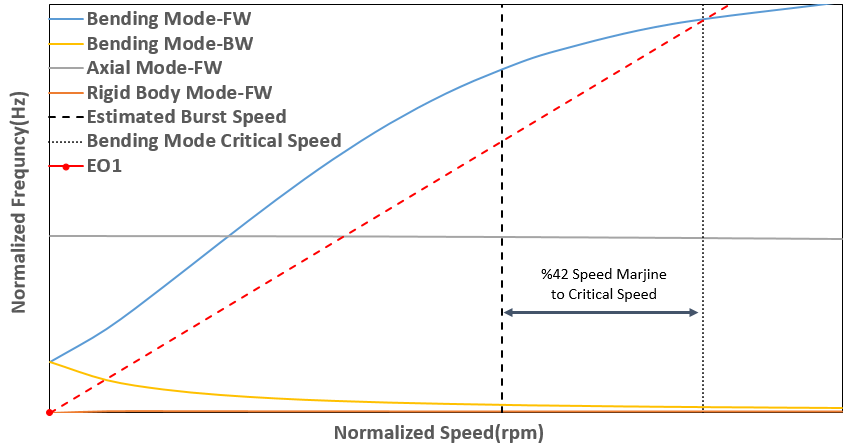 Bending Mode-FW
Bending Mode-BW
Axial Mode-FW
Rigid Body Mode-FW
Estimated Burst Speed
Bending Mode Critical Speed
EO1
Normalized Frequncy(Hz)
%42 Speed Marjine
to Critical Speed
Normalized Speed(rpm)